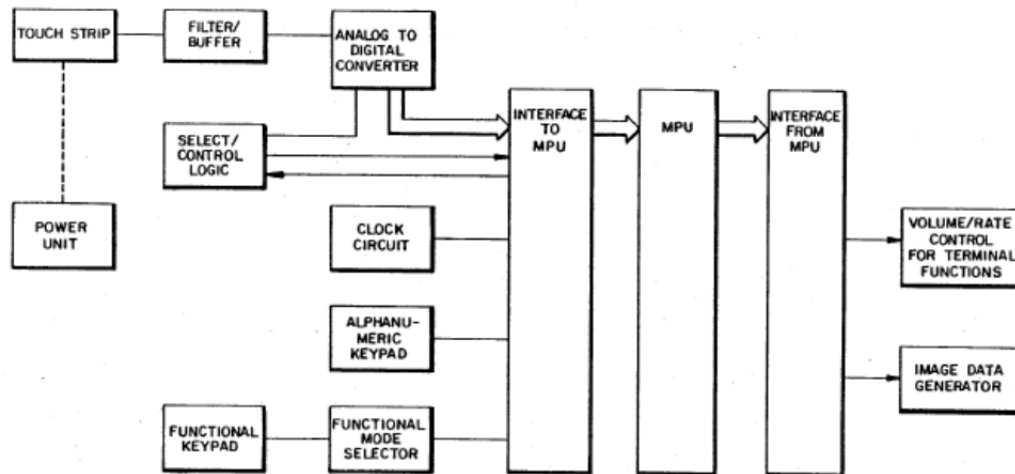 TOUCH STRIP
FILTER/
BUFFER
ANALOG TO
DIGITAL
CONVERTER
SELECT/
CONTROL
LOGIC
INTERFACE
TO
MPU
MPU
INTERFACE
FROM
MPU
POWER
UNIT
CLOCK
CIRCUIT
VOLUME/RATE
CONTROL
FOR TERMINAL
FUNCTIONS
ALPHANU-
MERIC
KEYPAD
IMAGE DATA
GENERATOR
FUNCTIONAL
KEYPAD
FUNCTIONAL
MODE
SELECTOR